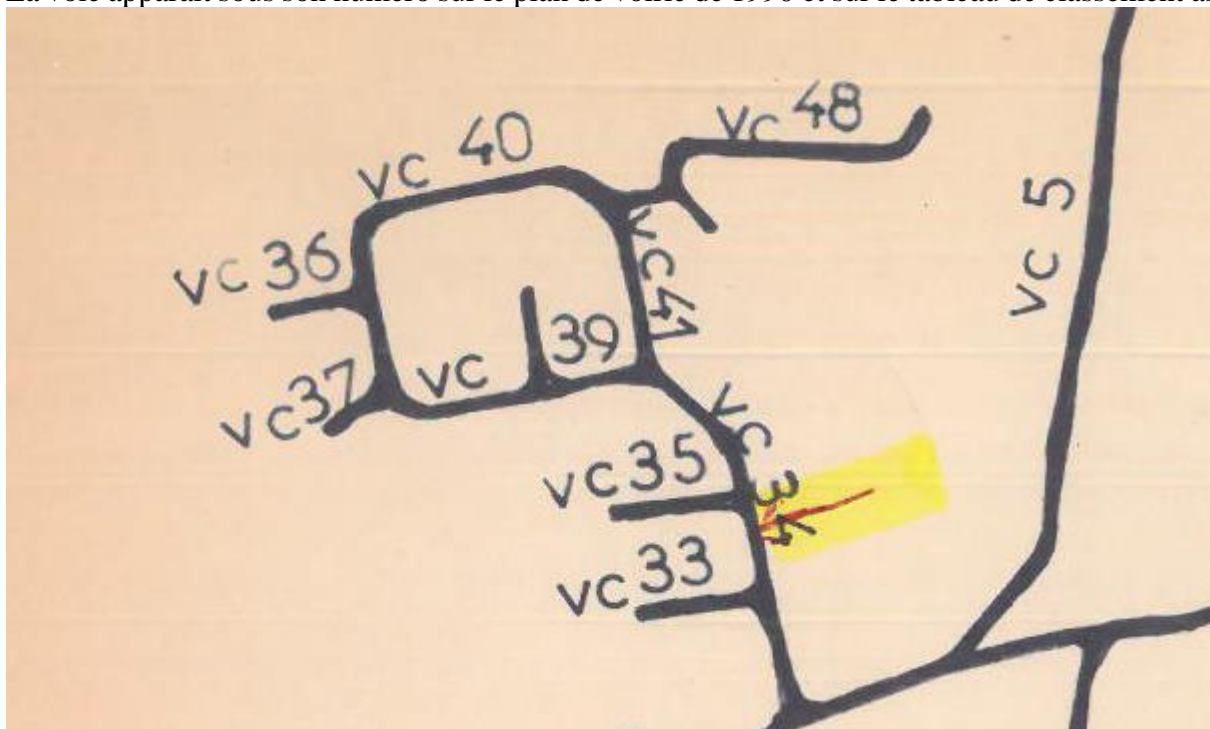 La voie apparaît sous son numéro sur le plan de voirie de 1990 et sur le tableau de classement
vc 48
vc 40
vc 5
vc 36
vc 41
vc 39
vc 37
vc 34
vc 35
vc 33